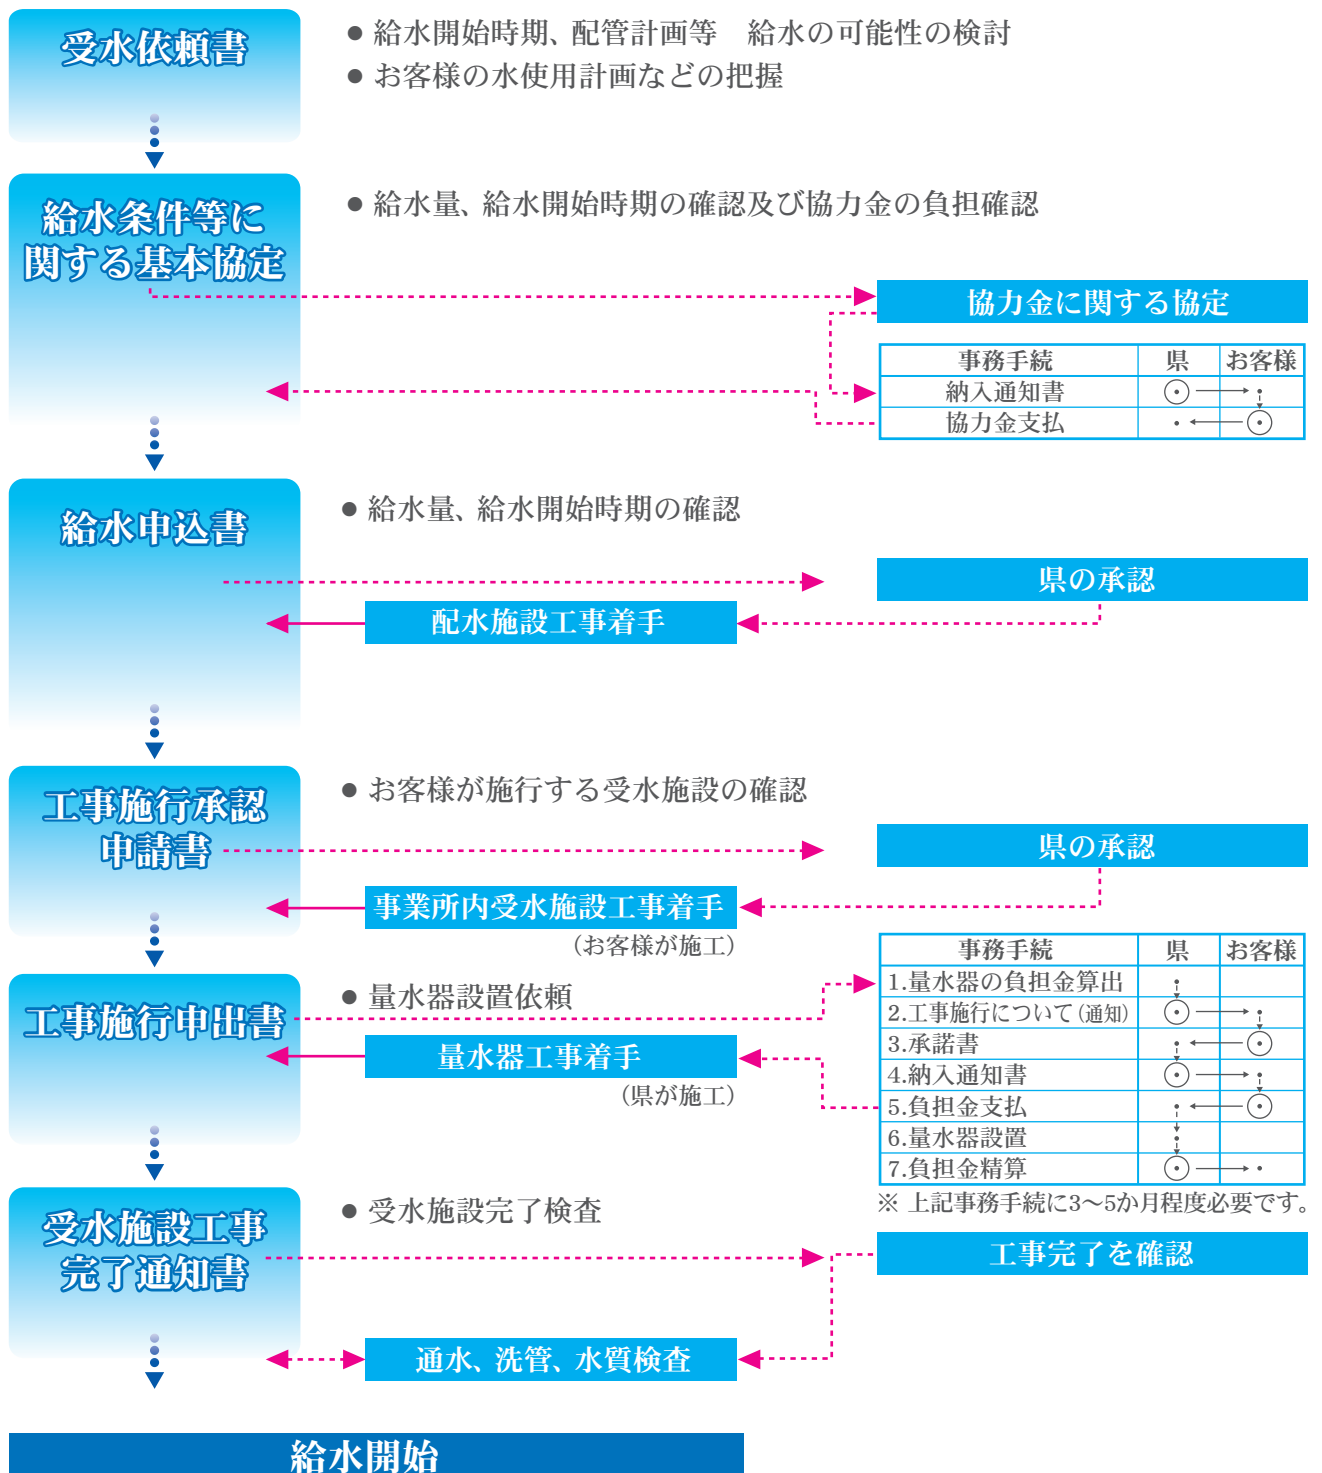 受水依頼書
● 給水開始時期、配管計画等　給水の可能性の検討
● お客様の水使用計画などの把握
給水条件等に
関する基本協定
● 給水量、給水開始時期の確認及び協力金の負担確認
協力金に関する協定
事務手続 県 お客様
納入通知書
協力金支払
給水申込書
● 給水量、給水開始時期の確認
県の承認
配水施設工事着手
工事施行承認
申請書
● お客様が施行する受水施設の確認
県の承認
事業所内受水施設工事着手
（お客様が施工）
工事施行申出書
● 量水器設置依頼
量水器工事着手
（県が施工）
事務手続 県 お客様
1.量水器の負担金算出
2.工事施行について（通知）
3.承諾書
4.納入通知書
5.負担金支払
6.量水器設置
7.負担金精算
※ 上記事務手続に3〜5か月程度必要です。
受水施設工事
完了通知書
● 受水施設完了検査
工事完了を確認
通水、洗管、水質検査
給水開始